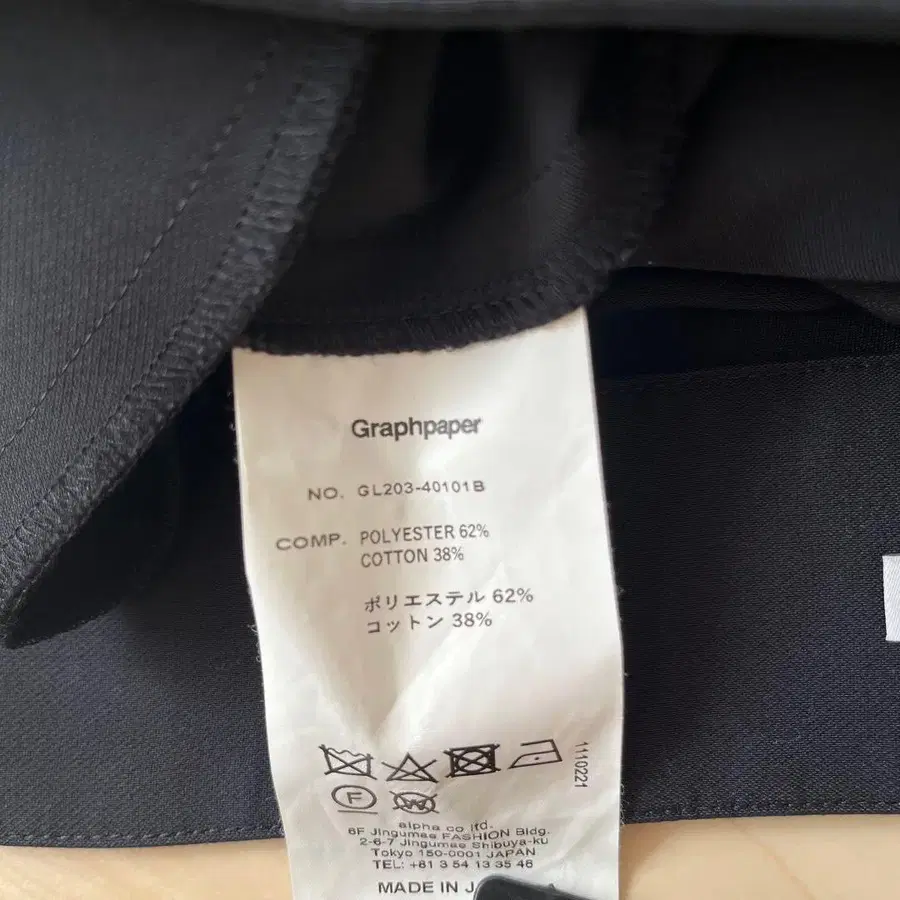 Graphpaper
NO. GL203-40101B
COMP. POLYESTER 62%
COTTON 38%
ポリエステル 62%
コットン 38%
1110221
F
W
alpha co ltd.
6F Jingumae FASHION Bldg.
2-6-7 Jingumae Shibuya-ku
Tokyo 150-0001 JAPAN
TEL: +81 3 54 13 35 46
MADE IN J